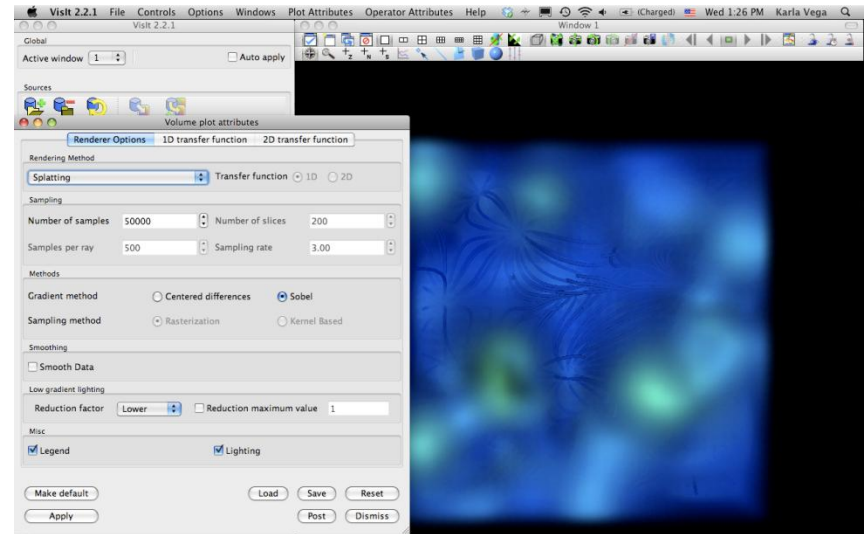 VisIt 2.2.1 File Controls Options Windows Plot Attributes Operator Attributes Help (Charged) Wed 1:26 PM Karla Vega
VisIt 2.2.1
Window 1
Global
Active window 1 Auto apply
Sources
Volume plot attributes
Renderer Options 1D transfer function 2D transfer function
Rendering Method
Splatting Transfer function 1D 2D
Sampling
Number of samples 50000 Number of slices 200
Samples per ray 500 Sampling rate 3.00
Methods
Gradient method Centered differences Sobel
Sampling method Rasterization Kernel Based
Smoothing
Smooth Data
Low gradient lighting
Reduction factor Lower Reduction maximum value 1
Misc
Legend Lighting
Make default Load Save Reset
Apply Post Dismiss